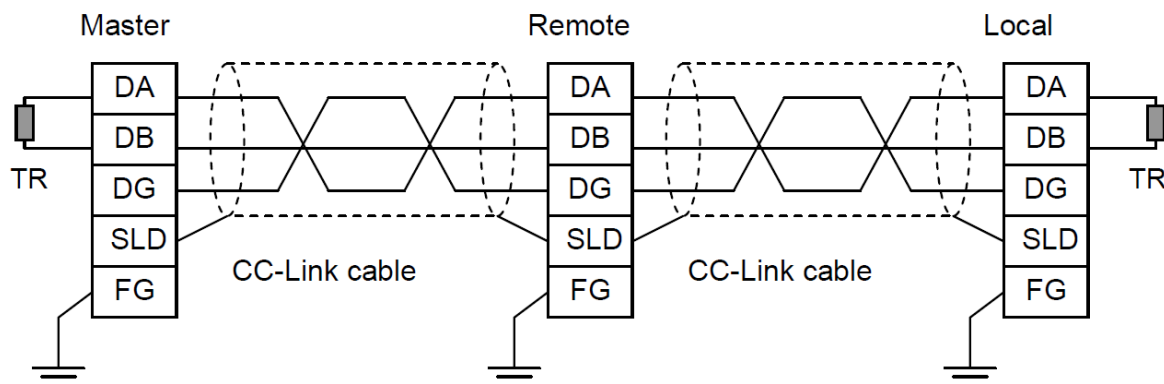 Master Remote Local
DA DA DA
DB DB DB
TR DG DG DG TR
SLD SLD SLD
CC-Link cable CC-Link cable
FG FG FG